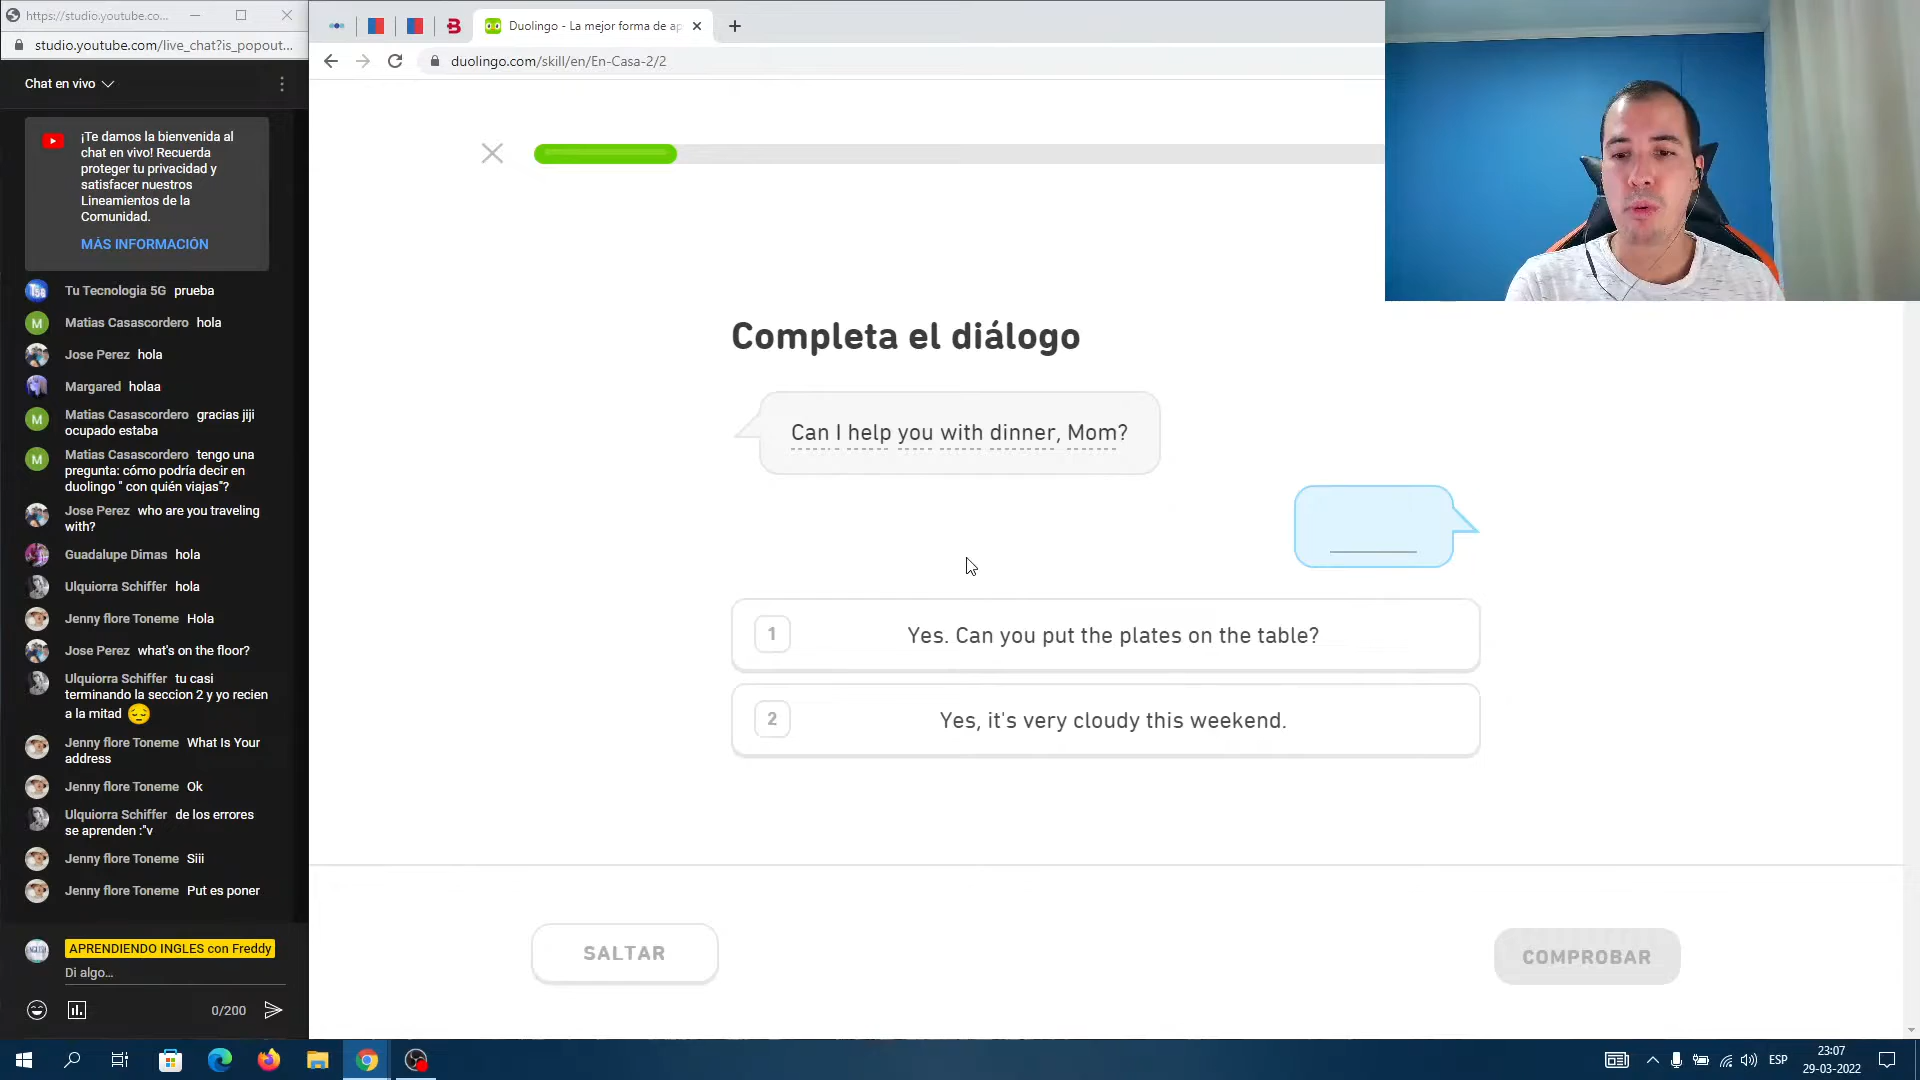 https://studio.youtube.co...
studio.youtube.com/live_chat?is_popout...
Chat en vivo
¡Te damos la bienvenida al
chat en vivo! Recuerda
proteger tu privacidad y
satisfacer nuestros
Lineamientos de la
Comunidad.
MÁS INFORMACIÓN
Tu Tecnologia 5G prueba
Matias Casascordero hola
Jose Perez hola
Margared holaa
Matias Casascordero gracias jiji
ocupado estaba
Matias Casascordero tengo una
pregunta: cómo podría decir en
duolingo " con quién viajas"?
Jose Perez who are you traveling
with?
Guadalupe Dimas hola
Ulquiorra Schiffer hola
Jenny flore Toneme Hola
Jose Perez what's on the floor?
Ulquiorra Schiffer tu casi
terminando la seccion 2 y yo recien
a la mitad
Jenny flore Toneme What Is Your
address
Jenny flore Toneme Ok
Ulquiorra Schiffer de los errores
se aprenden :"v
Jenny flore Toneme Siii
Jenny flore Toneme Put es poner
APRENDIENDO INGLES con Freddy
Di algo...
0/200
Duolingo - La mejor forma de ap
duolingo.com/skill/en/En-Casa-2/2
Completa el diálogo
Can I help you with dinner, Mom?
1 Yes. Can you put the plates on the table?
2 Yes, it's very cloudy this weekend.
SALTAR
COMPROBAR
ESP
23:07
29-03-2022